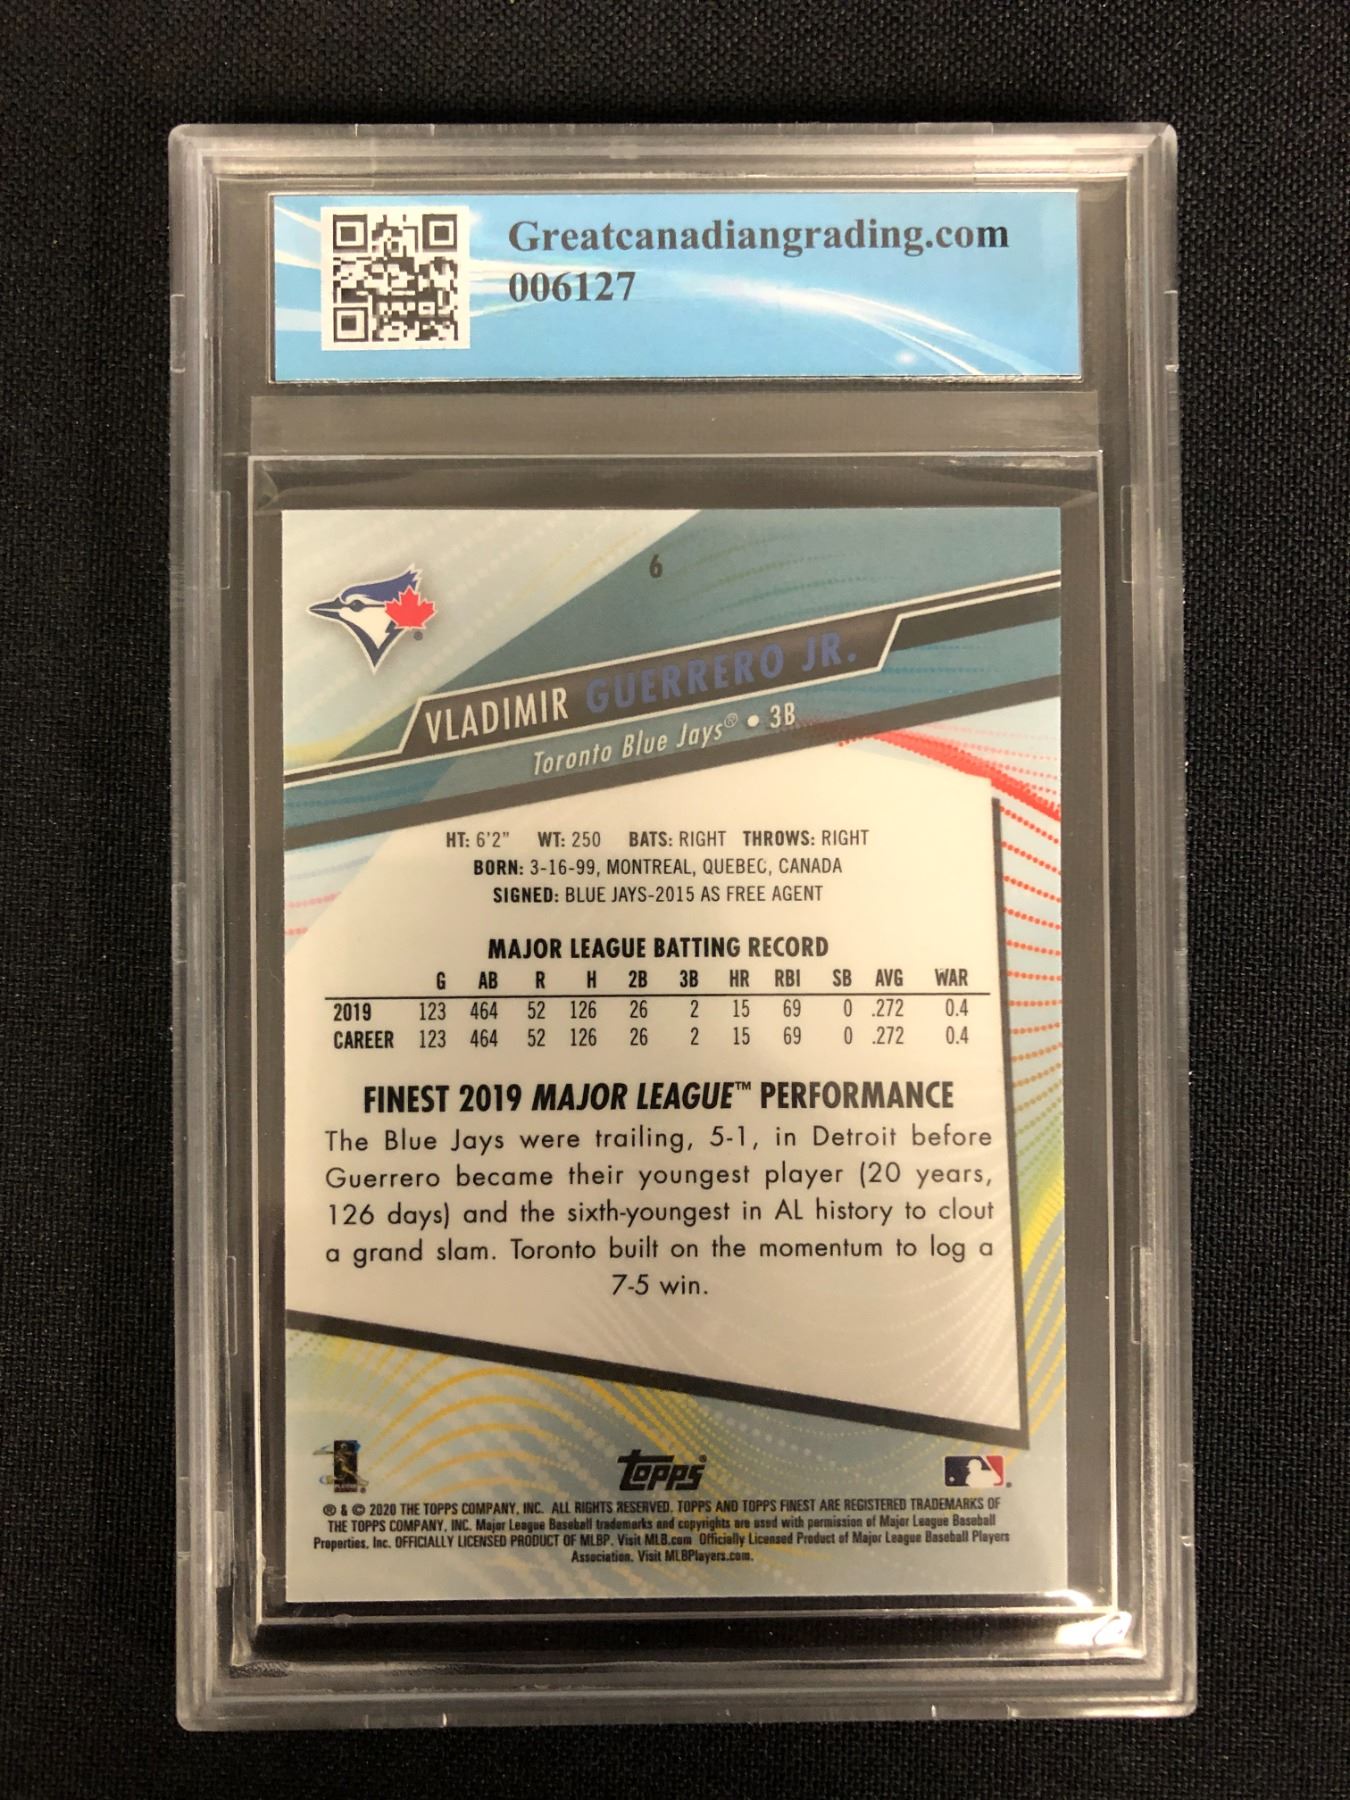 Greatcanadiangrading.com
006127
6
VLADIMIR GUERRERO JR.
Toronto Blue Jays® • 3B
HT: 6'2" WT: 250 BATS: RIGHT THROWS: RIGHT
BORN: 3-16-99, MONTREAL, QUEBEC, CANADA
SIGNED: BLUE JAYS-2015 AS FREE AGENT
MAJOR LEAGUE BATTING RECORD
G AB R H 2B 3B HR RBI SB AVG WAR
2019 123 464 52 126 26 2 15 69 0 .272 0.4
CAREER 123 464 52 126 26 2 15 69 0 .272 0.4
FINEST 2019 MAJOR LEAGUE™ PERFORMANCE
The Blue Jays were trailing, 5-1, in Detroit before
Guerrero became their youngest player (20 years,
126 days) and the sixth-youngest in AL history to clout
a grand slam. Toronto built on the momentum to log a
7-5 win.
Topps®
® & © 2020 THE TOPPS COMPANY, INC. ALL RIGHTS RESERVED. TOPPS AND TOPPS FINEST ARE REGISTERED TRADEMARKS OF
THE TOPPS COMPANY, INC. Major League Baseball trademarks and copyrights are used with permission of Major League Baseball
Properties, Inc. OFFICIALLY LICENSED PRODUCT OF MLBP. Visit MLB.com Officially Licensed Product of Major League Baseball Players
Association. Visit MLBPlayers.com.